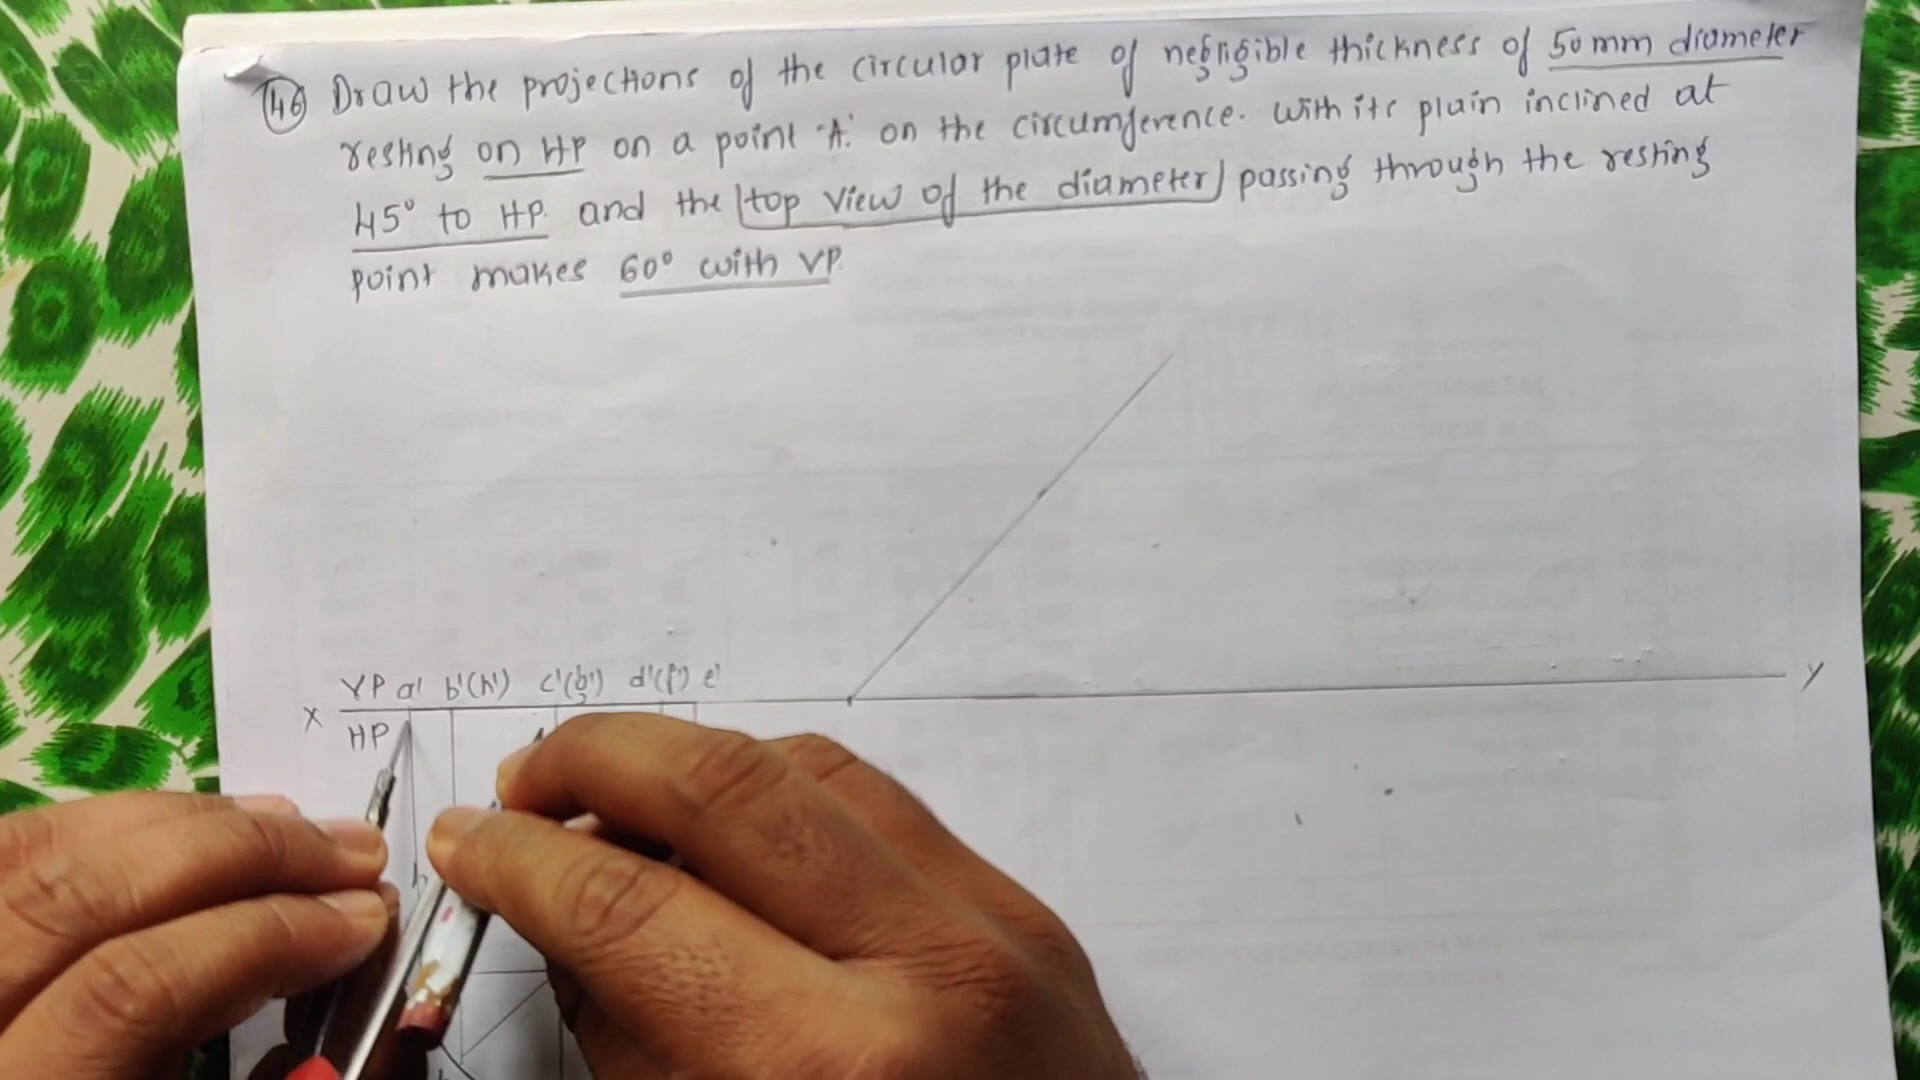 46 Draw the projections of the circular plate of negligible thickness of 50mm diameter
resting on HP on a point 'A' on the circumference. With its plain inclined at
45° to HP. and the top view of the diameter passing through the resting
point makes 60° with VP.
VP a' b'(h') c'(g') d'(f') e'
X Y
HP
b